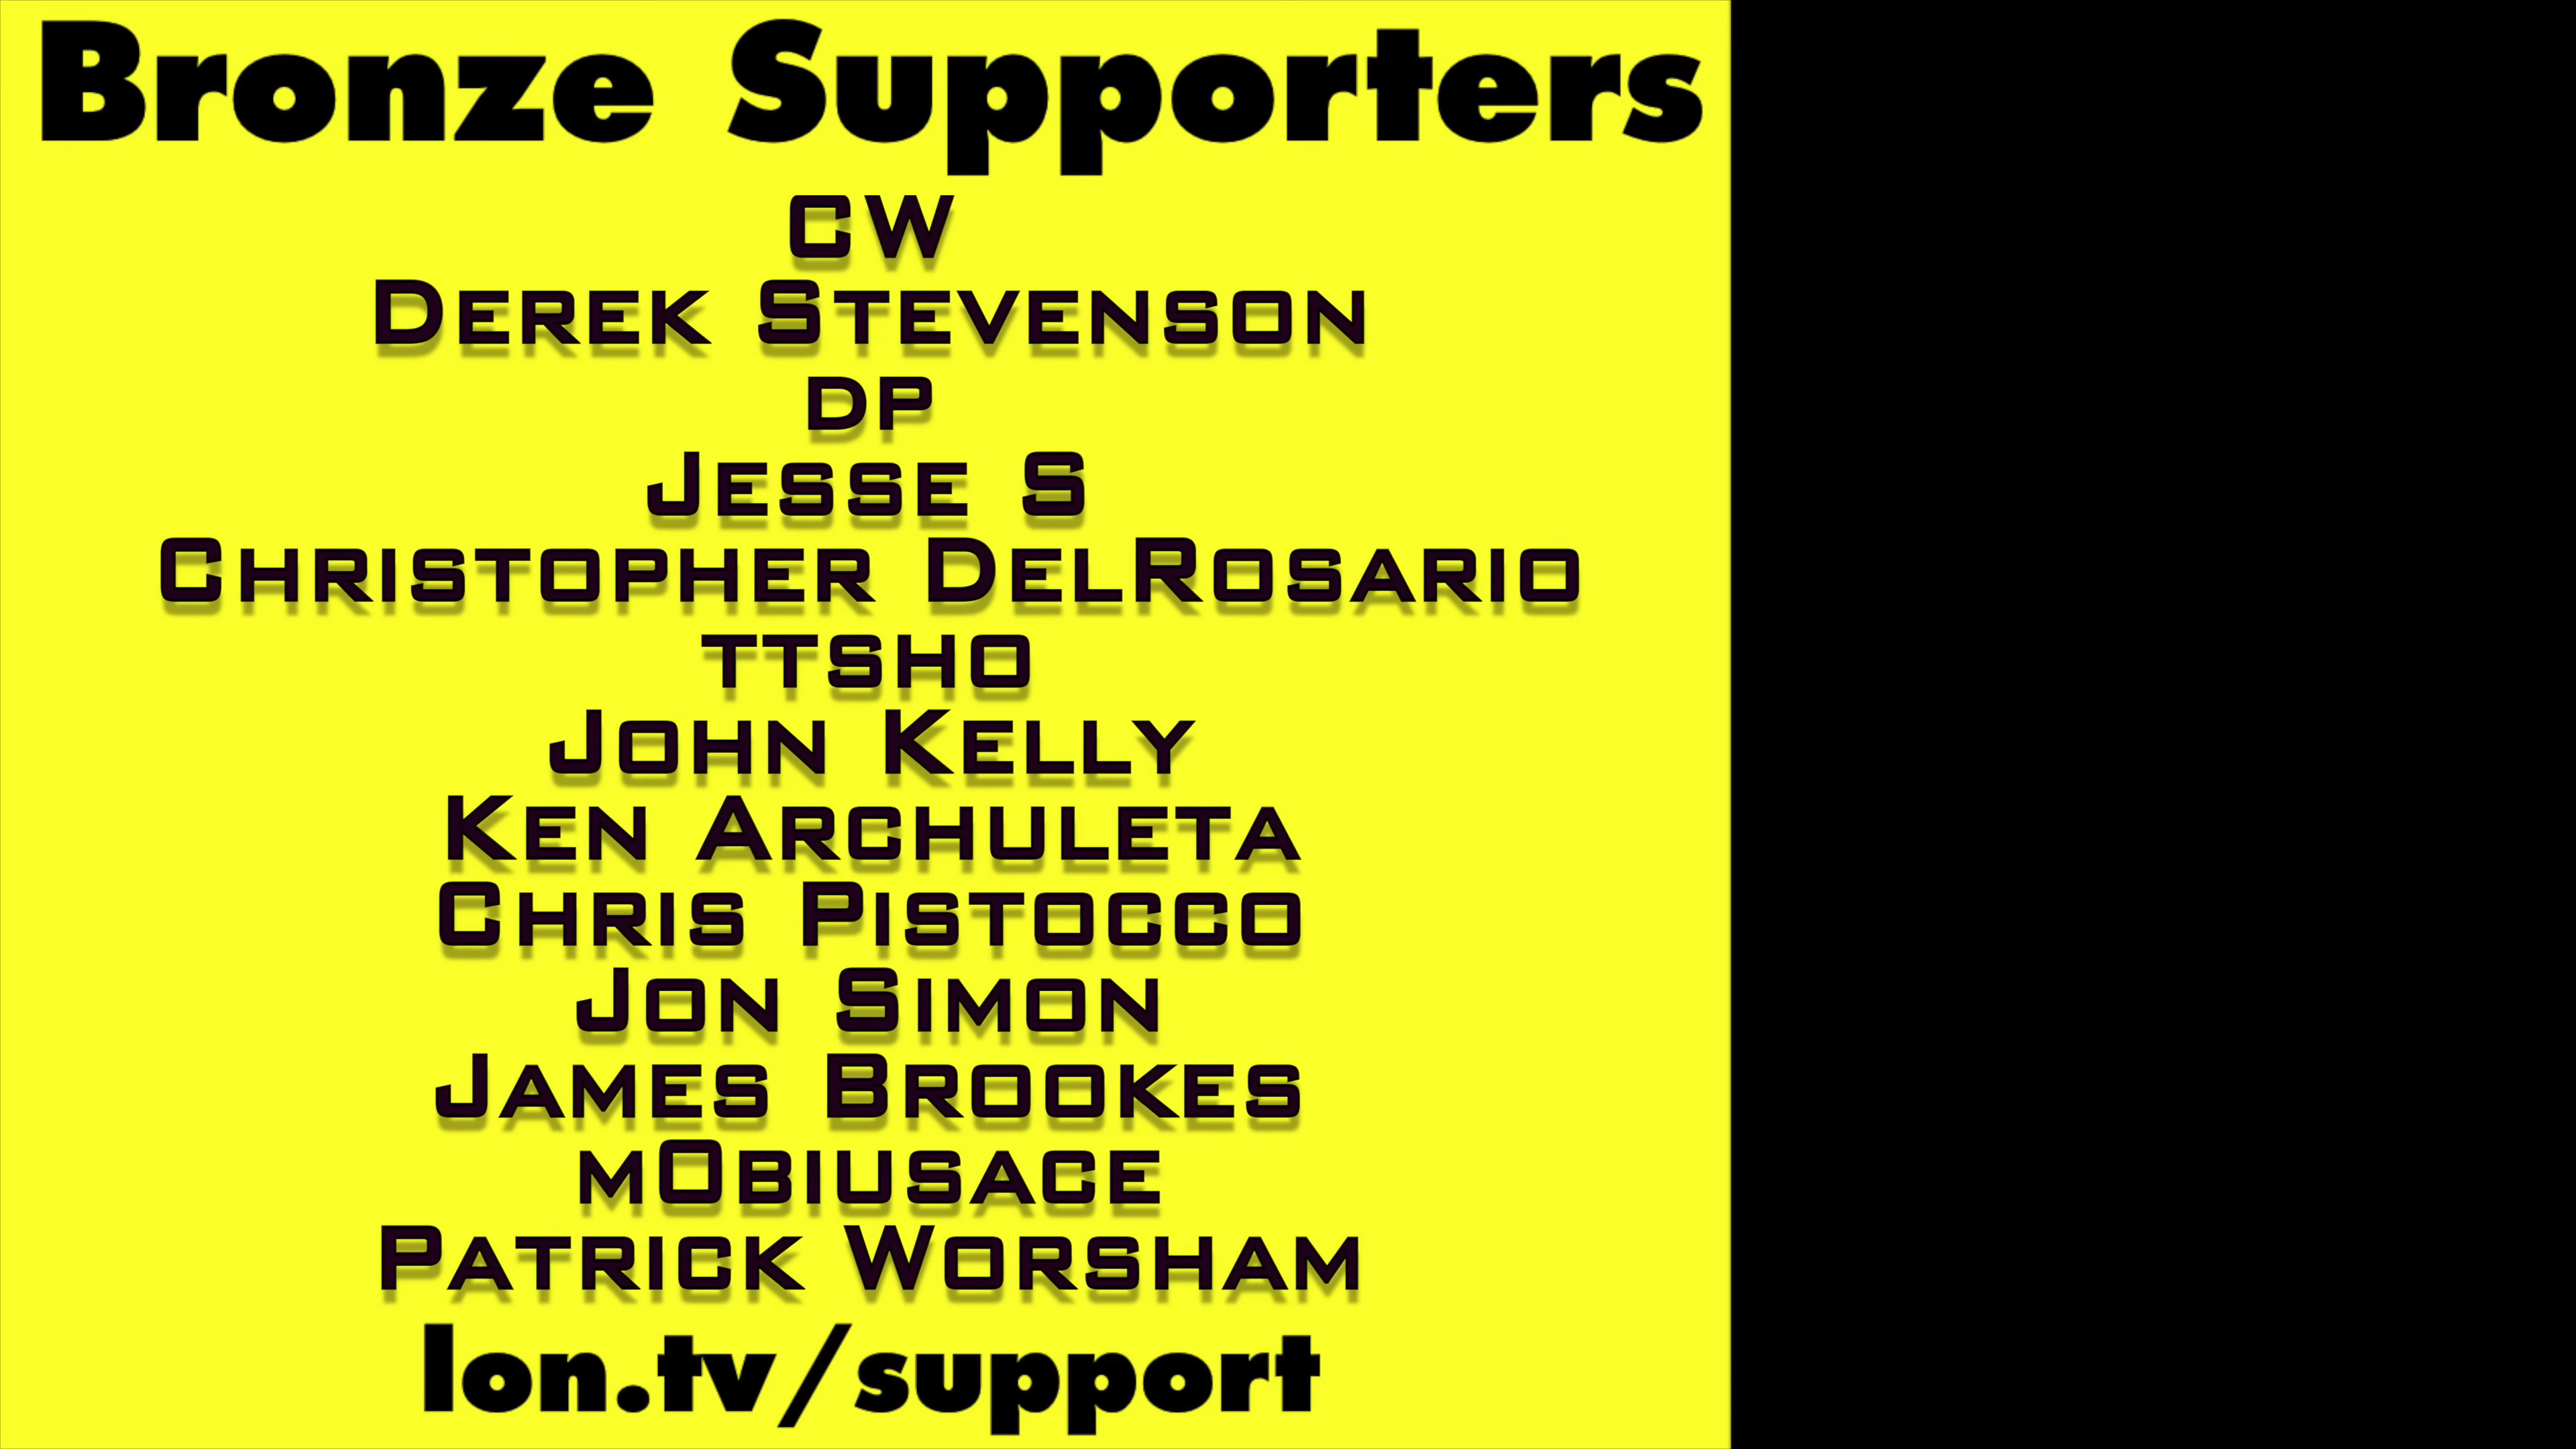 Bronze Supporters
CW
Derek Stevenson
dp
Jesse S
Christopher DelRosario
ttsho
John Kelly
Ken Archuleta
Chris Pistocco
Jon Simon
James Brookes
m0biusace
Patrick Worsham
lon.tv/support